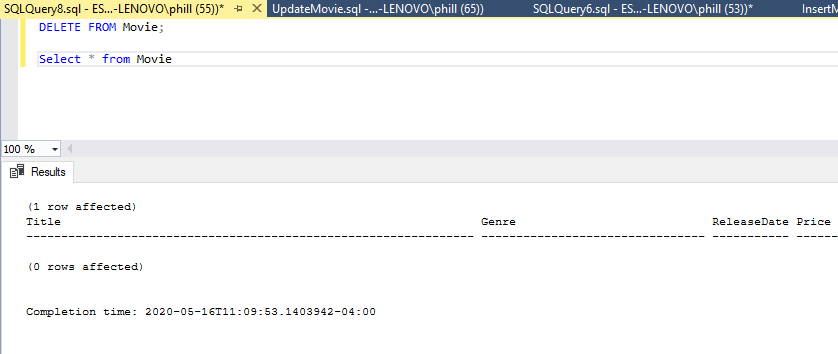 SQLQuery8.sql - ES...-LENOVO\phill (55))* UpdateMovie.sql -...-LENOVO\phill (65)) SQLQuery6.sql - ES...-LENOVO\phill (53))* InsertM
DELETE FROM Movie;
Select * from Movie
100 %
Results
(1 row affected)
Title Genre ReleaseDate Price
---------------------------------------------------------------- -------------------------------- ----------- ------
(0 rows affected)
Completion time: 2020-05-16T11:09:53.1403942-04:00